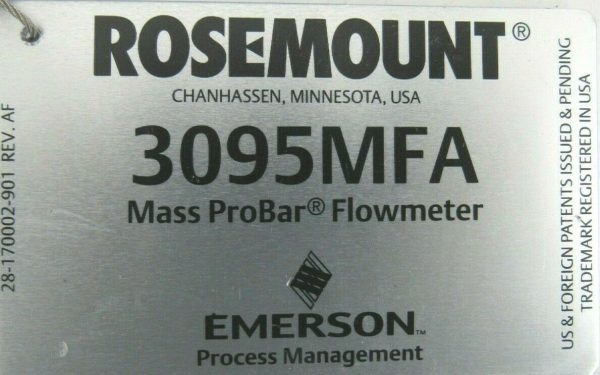 ROSEMOUNT®
CHANHASSEN, MINNESOTA, USA
3095MFA
Mass ProBar® Flowmeter
EMERSON™
Process Management
28-170002-901 REV. AF
US & FOREIGN PATENTS ISSUED & PENDING
TRADEMARK REGISTERED IN USA